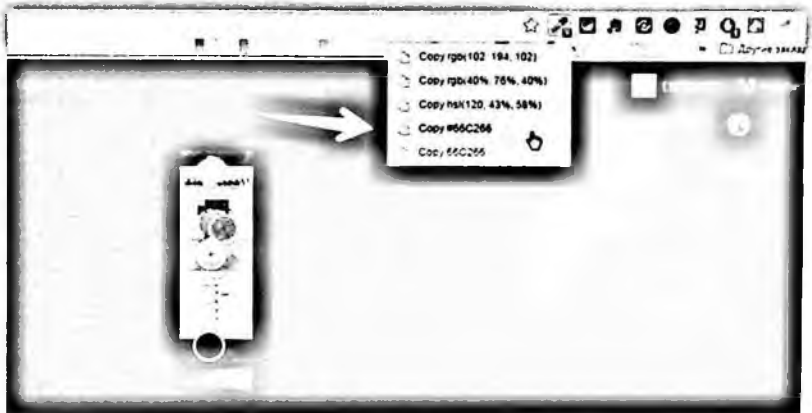 Другие заклад
Copy rgb(102, 194, 102)
Copy rgb(40%, 76%, 40%)
Copy hsl(120, 43%, 58%)
Copy #66C266
Copy 66C266